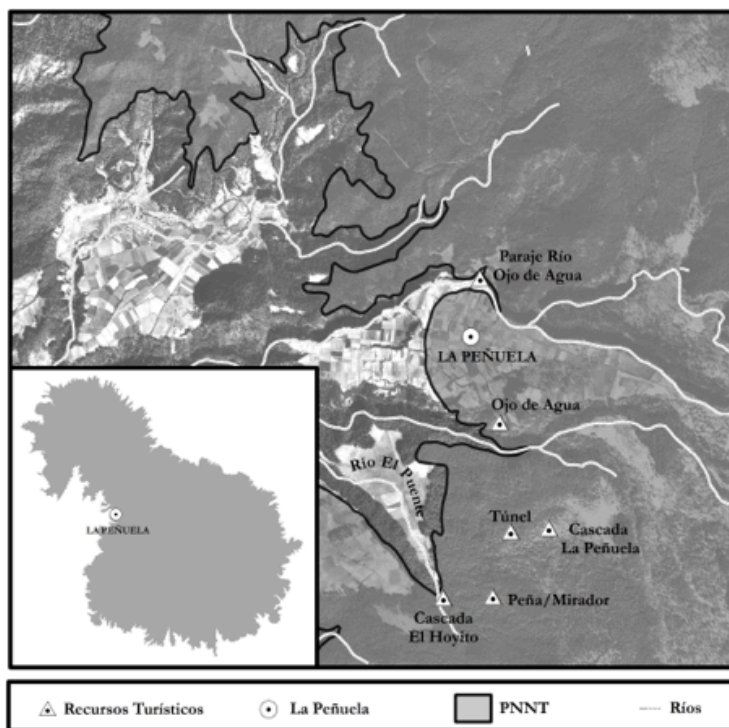 Paraje Río
Ojo de Agua
LA PEÑUELA
Ojo de Agua
Río El Puente
LA PEÑUELA
Túnel
Cascada
La Peñuela
Peña/Mirador
Cascada
El Hoyito
Recursos Turísticos
La Peñuela
PNNT
Ríos